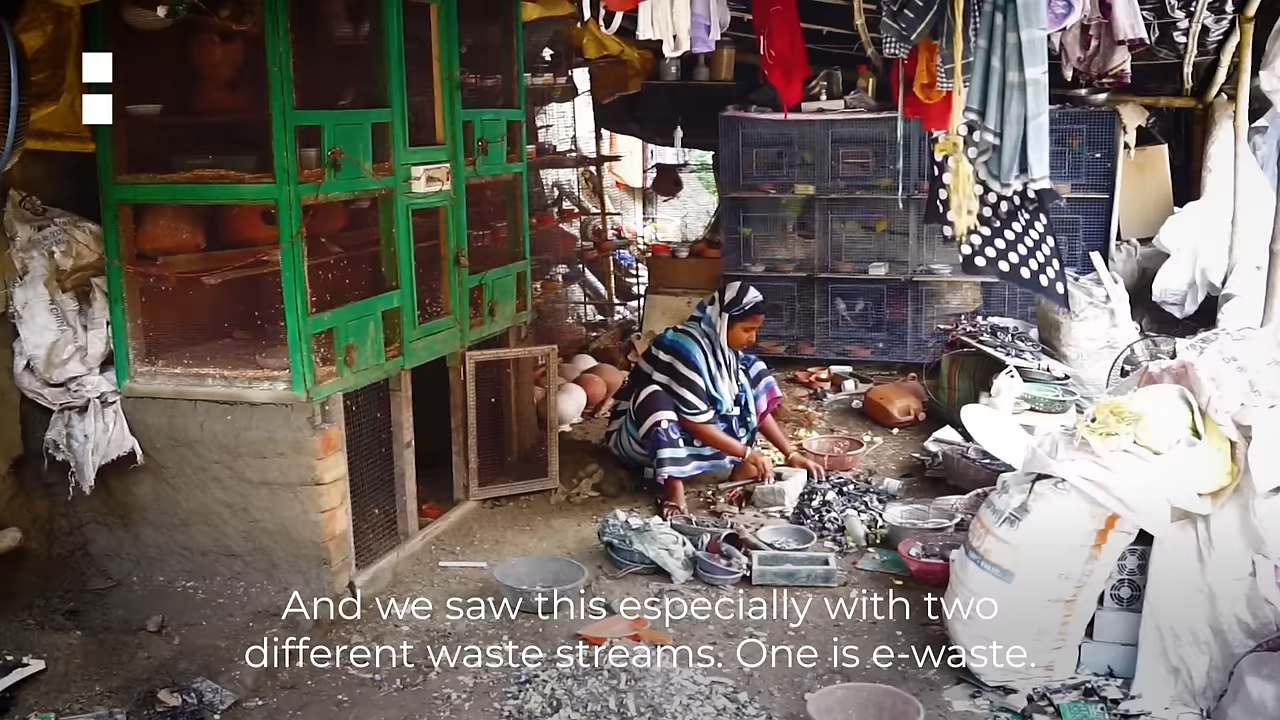 And we saw this especially with two
different waste streams. One is e-waste.